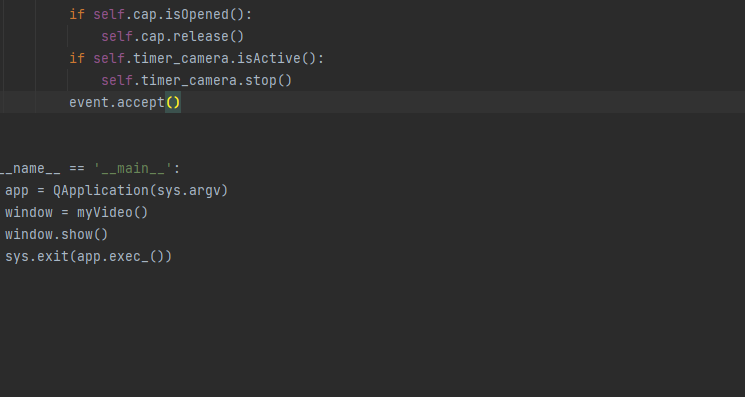 if self.cap.isOpened():
self.cap.release()
if self.timer_camera.isActive():
self.timer_camera.stop()
event.accept()
__name__ == '__main__':
app = QApplication(sys.argv)
window = myVideo()
window.show()
sys.exit(app.exec_())